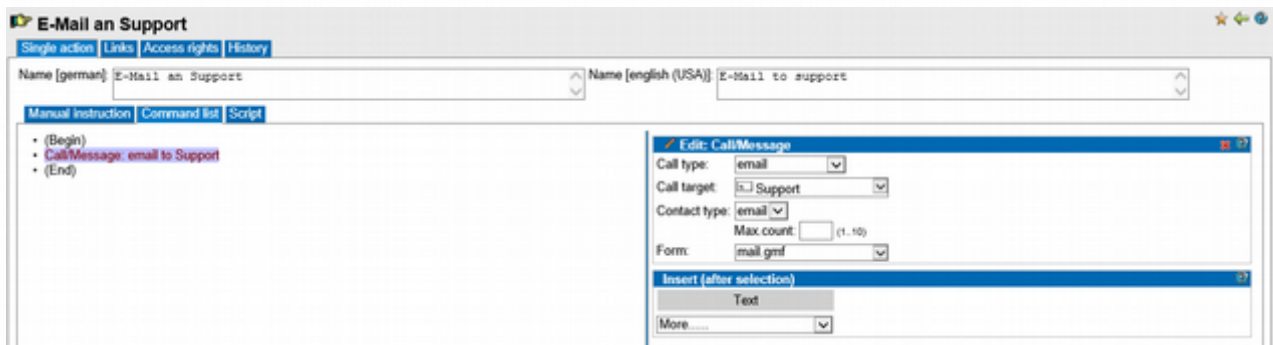 E-Mail an Support
Single action Links Access rights History
Name [german]: E-Mail an Support Name [english (USA)]: E-Mail to support
Manual instruction Command list Script
• (Begin)
• Call/Message: email to Support
• (End)
Edit: Call/Message
Call type: email
Call target: Support
Contact type: email
Max.count: (1..10)
Form: mail.gmf
Insert (after selection)
Text
More......